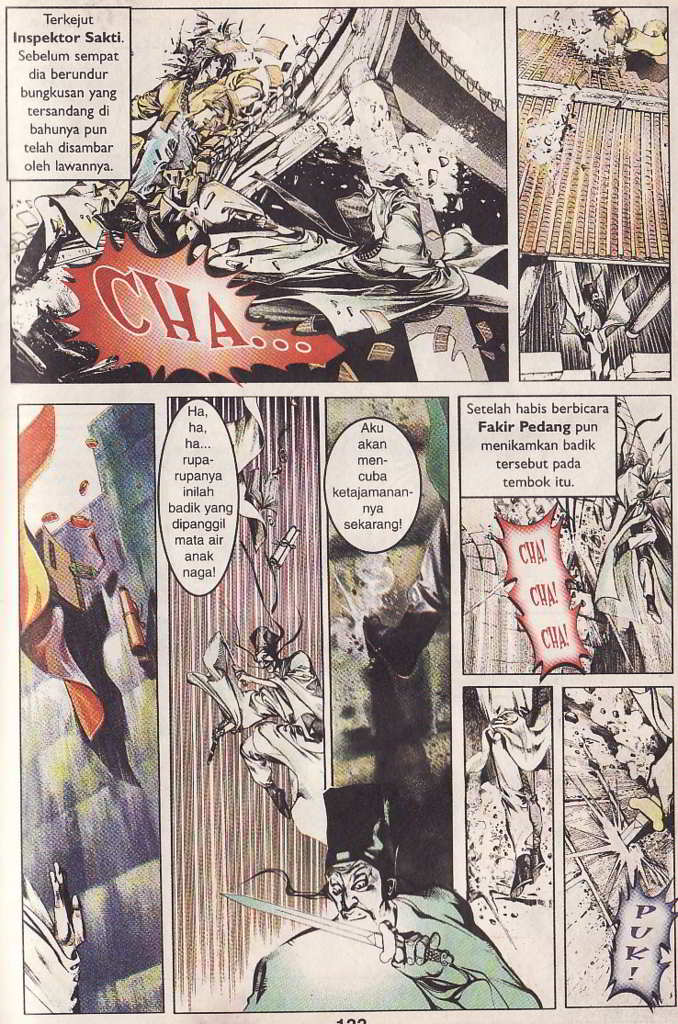 Terkejut
Inspektor Sakti.
Sebelum sempat
dia berundur
bungkusan yang
tersandang di
bahunya pun
telah disambar
oleh lawannya.
CHA...
Ha,
ha,
ha...
rupa-
rupanya
inilah
badik yang
dipanggil
mata air
anak
naga!
Aku
akan
men-
cuba
ketajamanan-
nya
sekarang!
Setelah habis berbicara
Fakir Pedang pun
menikamkan badik
tersebut pada
tembok itu.
CHA!
CHA!
CHA!
PUK!